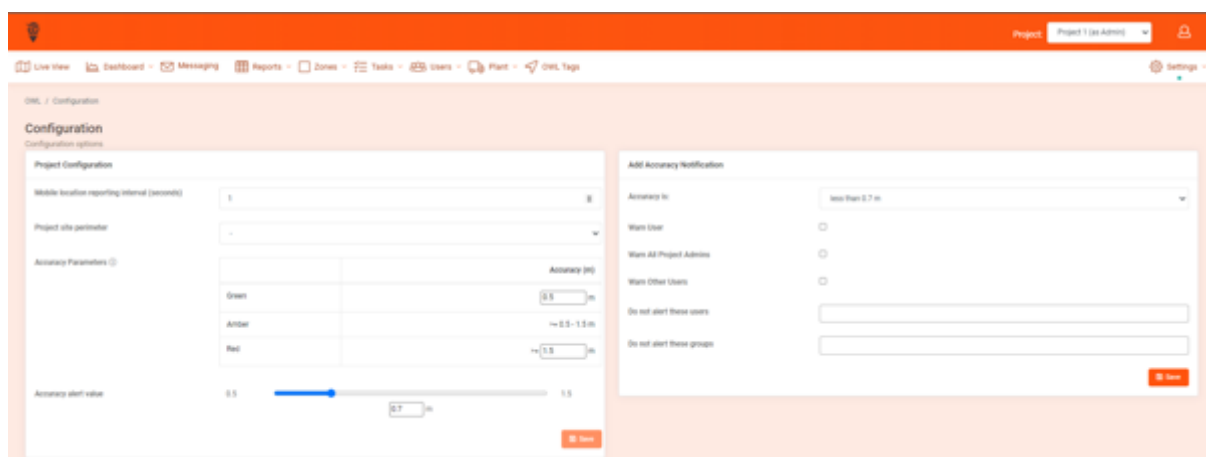 Project: Project 1 (as Admin)
Live View Dashboard Messaging Reports Zones Tasks Users Plant OWL Tags Settings
OWL / Configuration
Configuration
Configuration options
Project Configuration
Mobile location reporting interval (seconds) 1
Project site perimeter -
Accuracy Parameters
Accuracy (m)
Green 0.5 m
Amber 0.5 - 1.5 m
Red 1.5 m
Accuracy alert value 0.5 1.5
0.7 m
Save
Add Accuracy Notification
Accuracy is: less than 0.7 m
Warn User
Warn All Project Admins
Warn Other Users
Do not alert these users
Do not alert these groups
Save